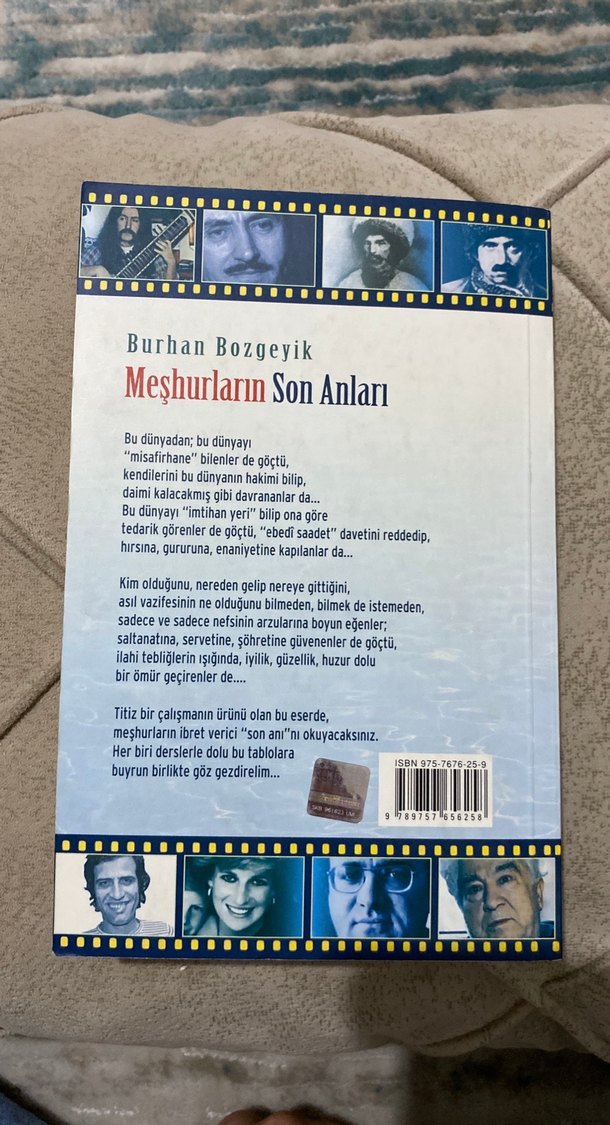 Burhan Bozgeyik
Meşhurların Son Anları
Bu dünyadan; bu dünyayı
“misafirhane” bilenler de göçtü,
kendilerini bu dünyanın hakimi bilip,
daimi kalacakmış gibi davrananlar da...
Bu dünyayı “imtihan yeri” bilip ona göre
tedarik görenler de göçtü, “ebedî saadet” davetini reddedip,
hırsına, gururuna, enaniyetine kapılanlar da...
Kim olduğunu, nereden gelip nereye gittiğini,
asıl vazifesinin ne olduğunu bilmeden, bilmek de istemeden,
sadece ve sadece nefsinin arzularına boyun eğenler;
saltanatına, servetine, şöhretine güvenenler de göçtü,
ilahi tebliğlerin ışığında, iyilik, güzellik, huzur dolu
bir ömür geçirenler de....
Titiz bir çalışmanın ürünü olan bu eserde,
meşhurların ibret verici “son anı”nı okuyacaksınız.
Her biri derslerle dolu bu tablolara
buyrun birlikte göz gezdirelim...
ISBN 975-7676-25-9
9 789757 656258